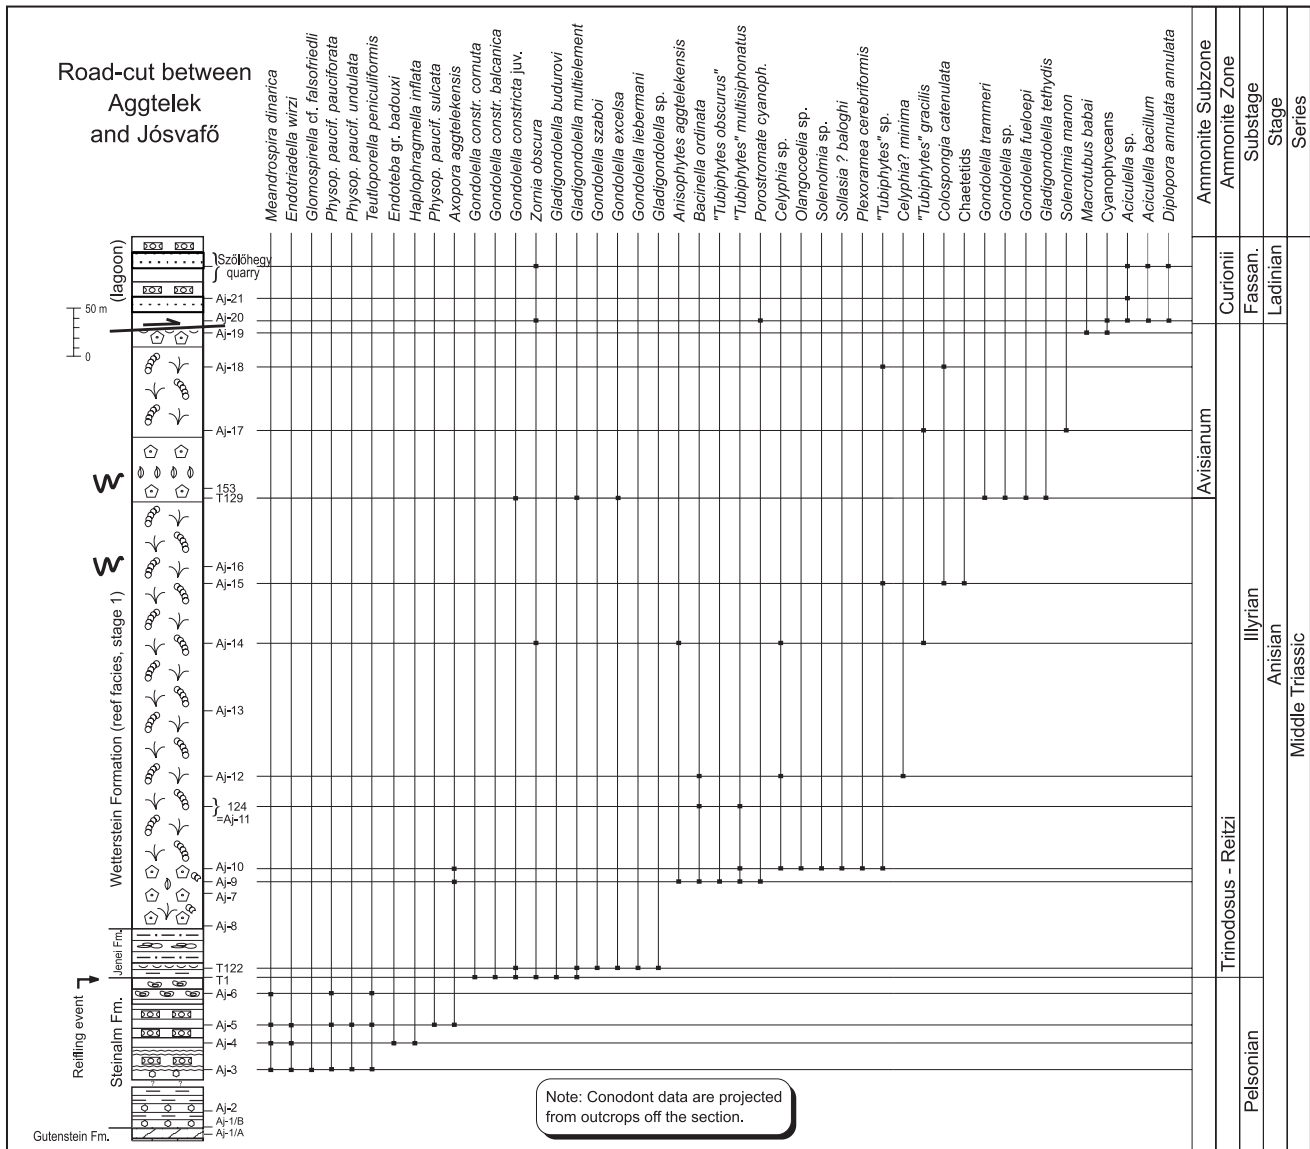 Road-cut between
Aggtelek
and Jósvafő
Meandrospira dinarica
Endotriadella wirzi
Glomospirella cf. falsofriedli
Physop. paucif. pauciforata
Physop. paucif. undulata
Teutloporella peniculiformis
Endoteba gr. badouxi
Haplophragmella inflata
Physop. paucif. sulcata
Axopora aggtelekensis
Gondolella constr. cornuta
Gondolella constr. balcanica
Gondolella constricta juv.
Zornia obscura
Gladigondolella budurovi
Gladigondolella multielement
Gondolella szaboi
Gondolella excelsa
Gondolella liebermani
Gladigondolella sp.
Anisophytes aggtelekensis
Bacinella ordinata
"Tubiphytes obscurus"
"Tubiphytes" multisiphonatus
Porostromate cyanoph.
Celyphia sp.
Olangocoelia sp.
Solenolmia sp.
Sollasia ? baloghi
Plexoramea cerebriformis
"Tubiphytes" sp.
Celyphia? minima
"Tubiphytes" gracilis
Colospongia catenulata
Chaetetids
Gondolella trammeri
Gondolella sp.
Gondolella fueloepi
Gladigondolella tethydis
Solenolmia manon
Macrotubus babai
Cyanophyceans
Aciculella sp.
Aciculella bacillum
Diplopora annulata annulata
Ammonite Subzone
Ammonite Zone
Substage
Stage
Series
(lagoon)
Szőlőhegy
quarry
Aj-21
50 m
Aj-20
Aj-19
0
Aj-18
Aj-17
153
T129
Aj-16
Aj-15
Aj-14
Aj-13
Aj-12
124
=Aj-11
Aj-10
Aj-9
Aj-7
Aj-8
T122
T1
Aj-6
Aj-5
Aj-4
Aj-3
? ?
Aj-2
Aj-1/B
Aj-1/A
Wetterstein Formation (reef facies, stage 1)
Jenei Fm.
Reifling event
Steinalm Fm.
Gutenstein Fm.
Curionii
Fassan.
Ladinian
Avisianum
Trinodosus - Reitzi
Illyrian
Pelsonian
Anisian
Middle Triassic
Note: Conodont data are projected
from outcrops off the section.